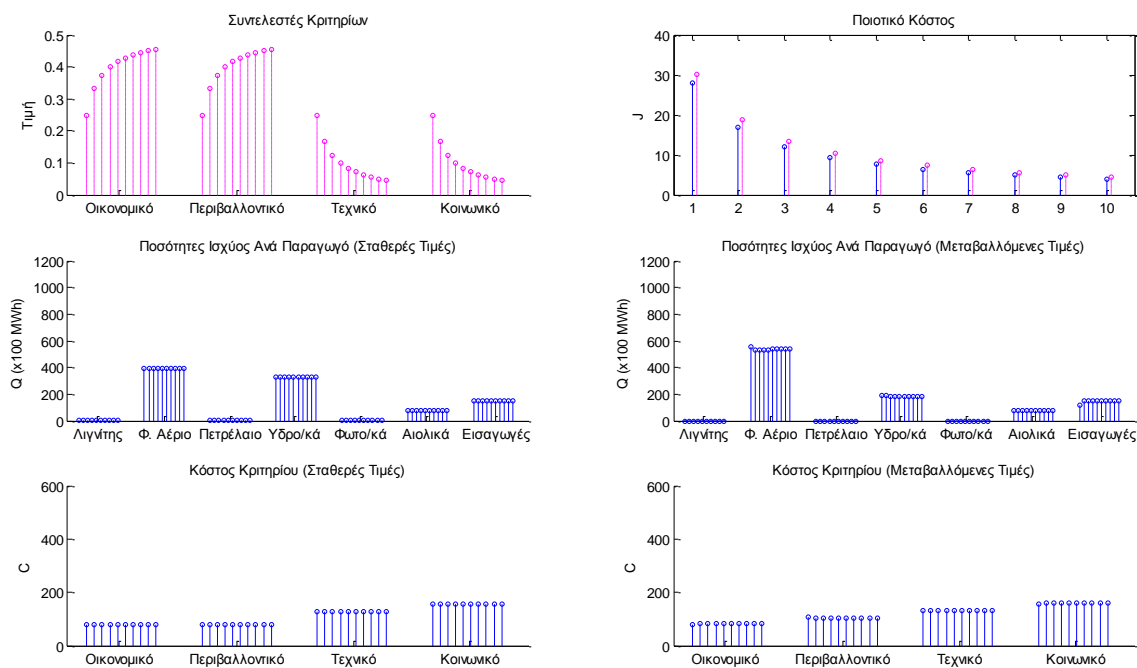 Συντελεστές Κριτηρίων
Τιμή
0.5
0.4
0.3
0.2
0.1
0
Οικονομικό Περιβαλλοντικό Τεχνικό Κοινωνικό
Ποιοτικό Κόστος
J
40
30
20
10
0
1 2 3 4 5 6 7 8 9 10
Ποσότητες Ισχύος Ανά Παραγωγό (Σταθερές Τιμές)
Q (x100 MWh)
1200
1000
800
600
400
200
0
Λιγνίτης Φ. Αέριο Πετρέλαιο Υδρο/κά Φωτο/κά Αιολικά Εισαγωγές
Ποσότητες Ισχύος Ανά Παραγωγό (Μεταβαλλόμενες Τιμές)
Q (x100 MWh)
1200
1000
800
600
400
200
0
Λιγνίτης Φ. Αέριο Πετρέλαιο Υδρο/κά Φωτο/κά Αιολικά Εισαγωγές
Κόστος Κριτηρίου (Σταθερές Τιμές)
C
600
400
200
0
Οικονομικό Περιβαλλοντικό Τεχνικό Κοινωνικό
Κόστος Κριτηρίου (Μεταβαλλόμενες Τιμές)
C
600
400
200
0
Οικονομικό Περιβαλλοντικό Τεχνικό Κοινωνικό